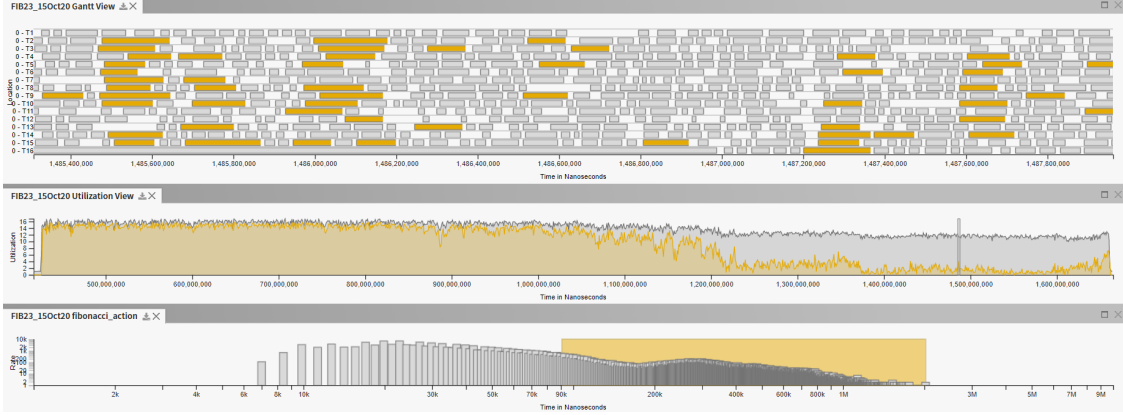 FIB23_15Oct20 Gantt View
0 - T1
0 - T2
0 - T3
0 - T4
0 - T5
0 - T6
0 - T7
0 - T8
0 - T9
0 - T10
0 - T11
0 - T12
0 - T13
0 - T14
0 - T15
0 - T16
Location
1,485,400,000 1,485,600,000 1,485,800,000 1,486,000,000 1,486,200,000 1,486,400,000 1,486,600,000 1,486,800,000 1,487,000,000 1,487,200,000 1,487,400,000 1,487,600,000 1,487,800,000
Time in Nanoseconds
FIB23_15Oct20 Utilization View
Utilization
16
14
12
10
8
6
4
2
0
500,000,000 600,000,000 700,000,000 800,000,000 900,000,000 1,000,000,000 1,100,000,000 1,200,000,000 1,300,000,000 1,400,000,000 1,500,000,000 1,600,000,000
Time in Nanoseconds
FIB23_15Oct20 fibonacci_action
10k
2k
1k
200
100
20
10
2
2k 4k 6k 8k 10k 30k 50k 70k 90k 200k 400k 600k 800k 1M 3M 5M 7M 9M
Time in Nanoseconds